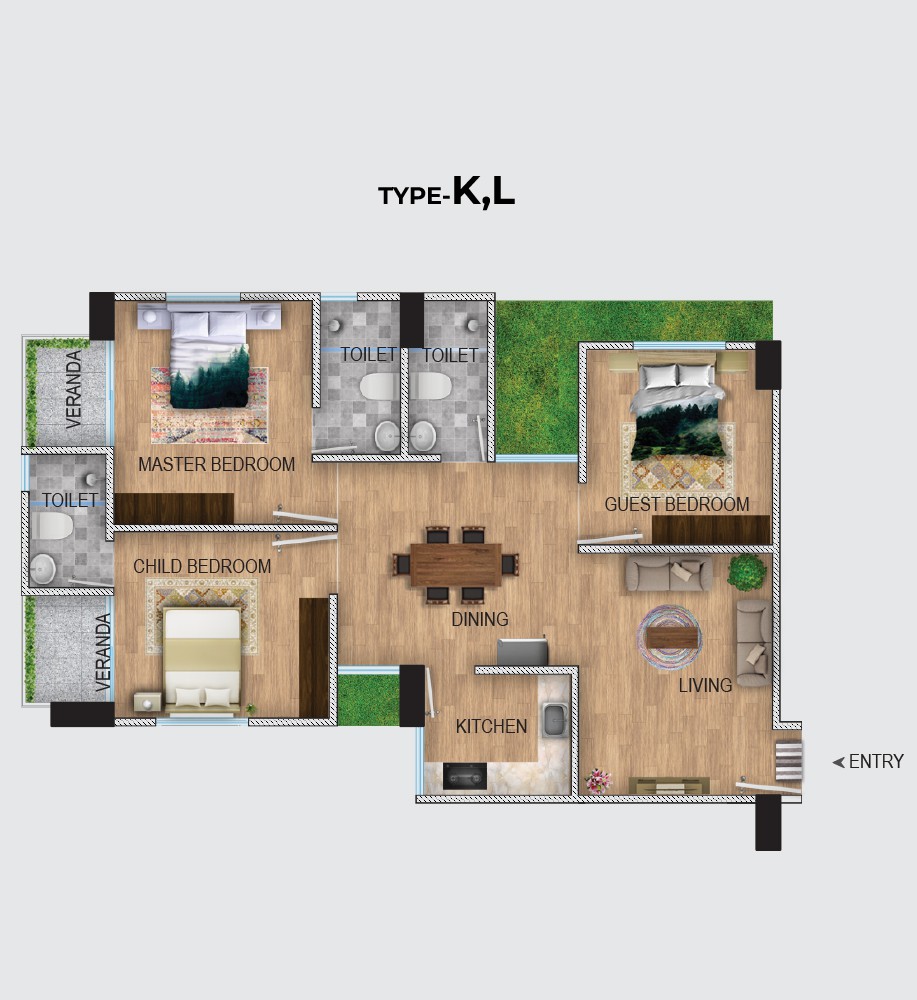 TYPE-K,L
VERANDA
TOILET
TOILET
MASTER BEDROOM
TOILET
GUEST BEDROOM
CHILD BEDROOM
DINING
VERANDA
LIVING
KITCHEN
ENTRY